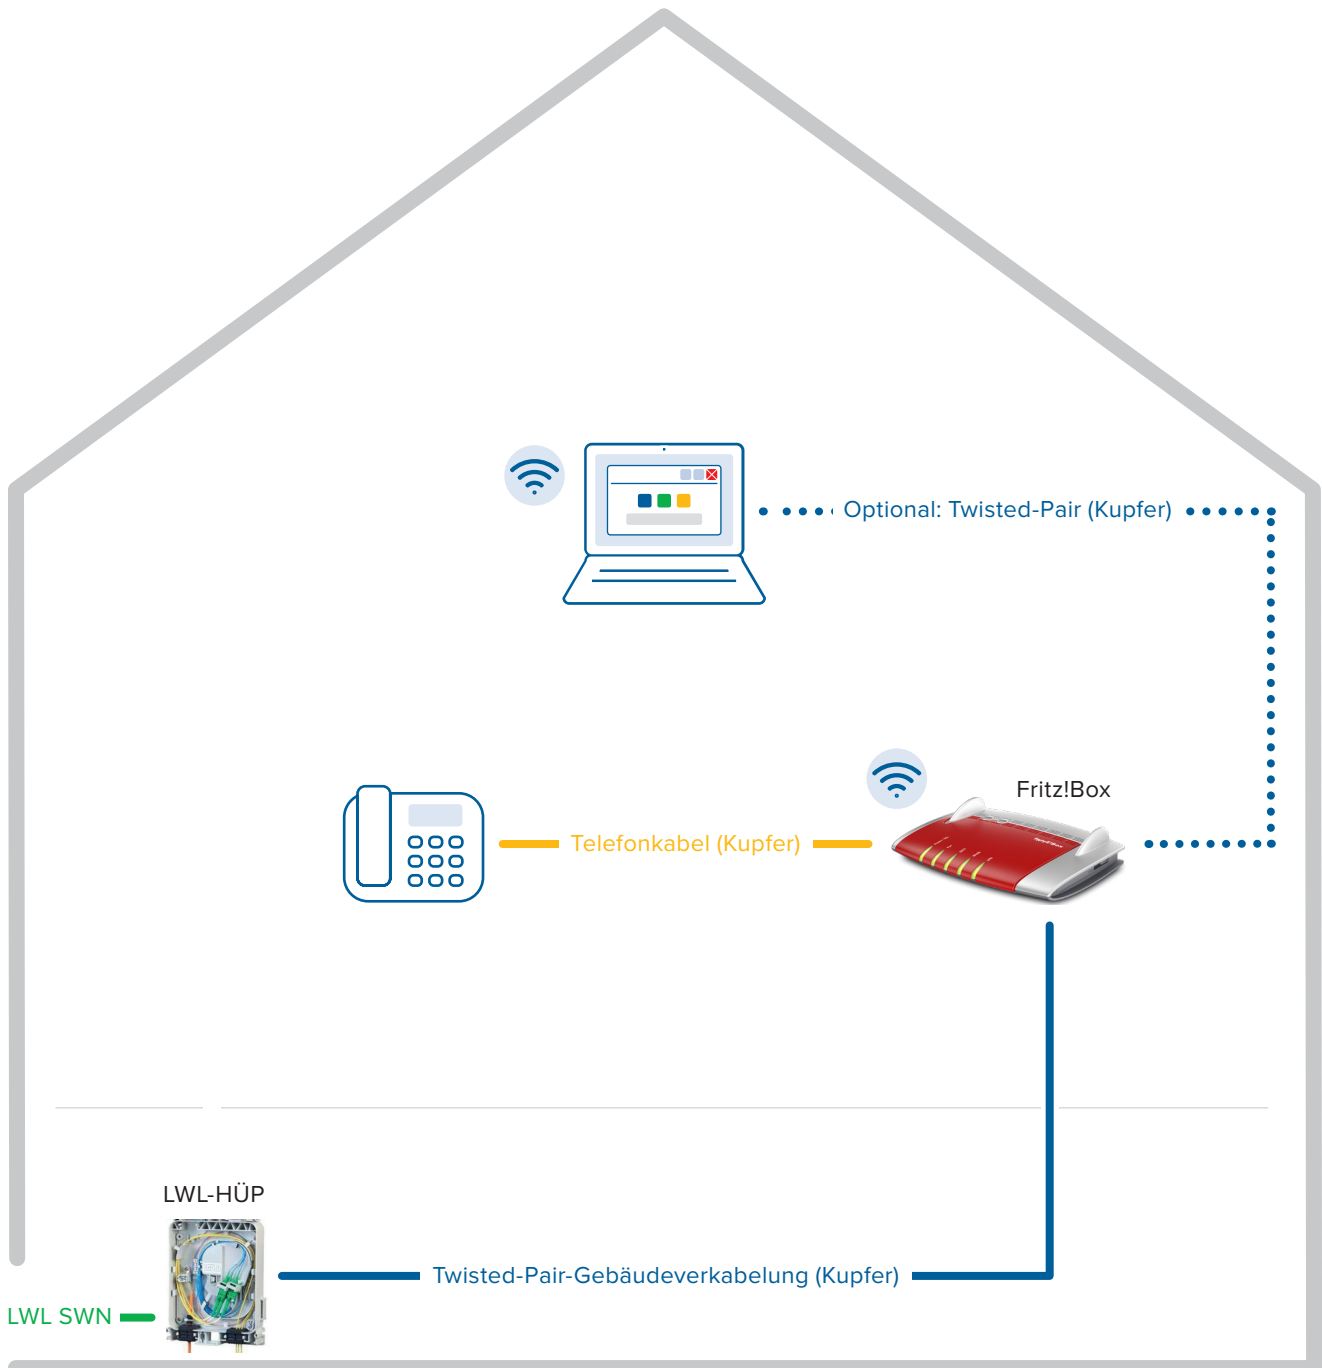 Optional: Twisted-Pair (Kupfer)
Fritz!Box
Telefonkabel (Kupfer)
LWL-HÜP
Twisted-Pair-Gebäudeverkabelung (Kupfer)
LWL SWN